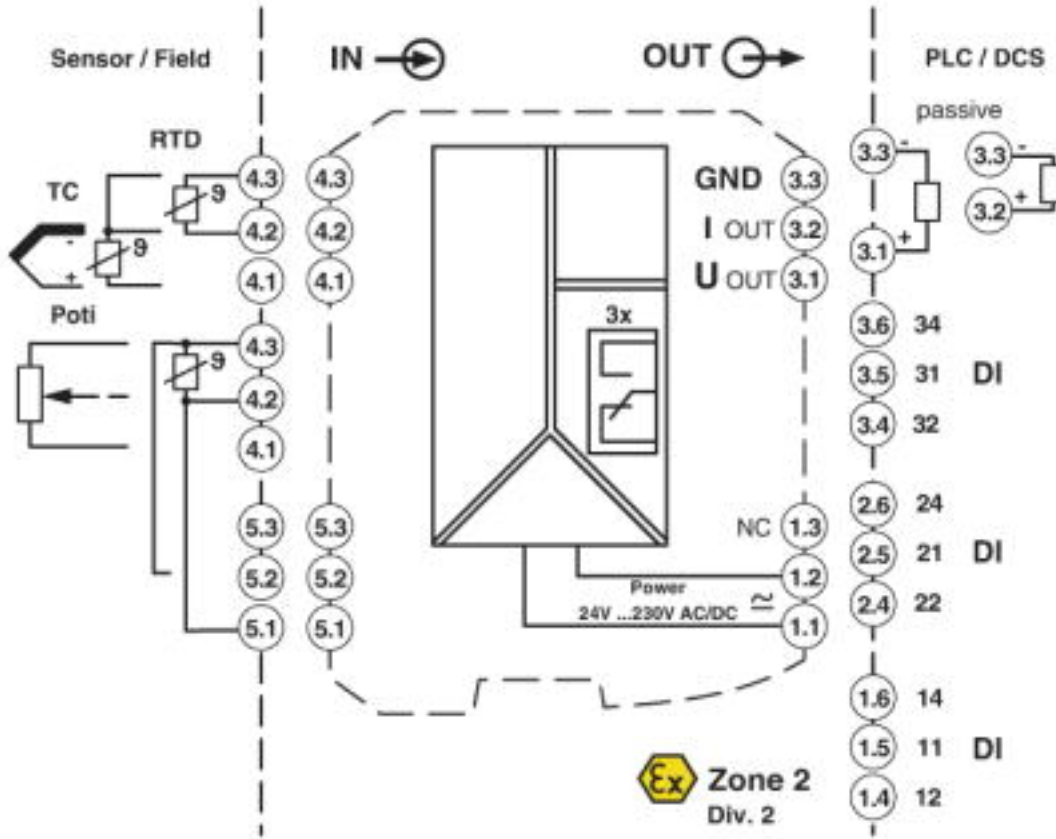 Sensor / Field
IN
OUT
PLC / DCS
passive
RTD
TC
ϑ
ϑ
-
+
4.3
4.2
4.1
4.3
4.2
4.1
GND 3.3
I OUT 3.2
U OUT 3.1
3.3 -
3.1 +
3.3 -
3.2 +
Poti
ϑ
4.3
4.2
4.1
3x
3.6 34
3.5 31 DI
3.4 32
5.3
5.2
5.1
5.3
5.2
5.1
NC 1.3
1.2
1.1
Power
24V ...230V AC/DC
2.6 24
2.5 21 DI
2.4 22
1.6 14
1.5 11 DI
1.4 12
Ex Zone 2
Div. 2